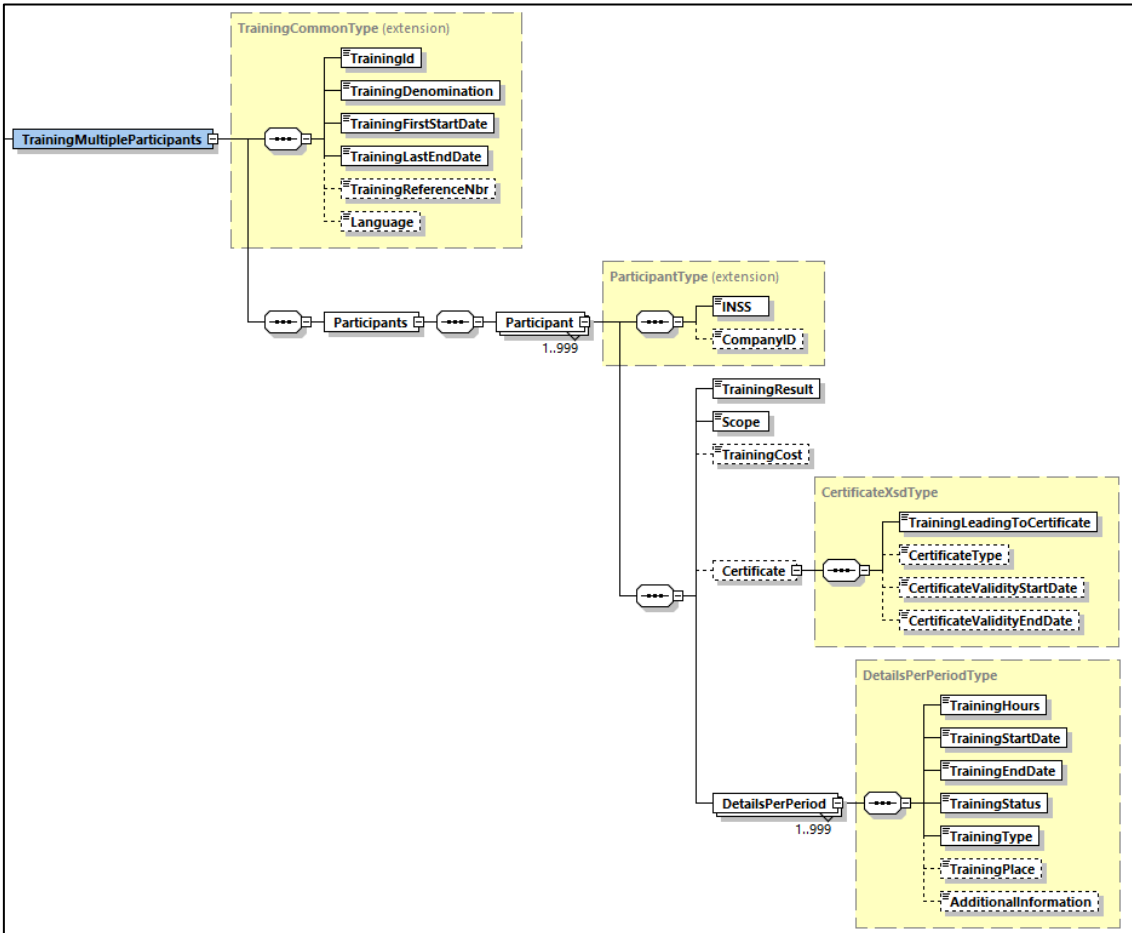 TrainingCommonType (extension)
TrainingId
TrainingDenomination
TrainingFirstStartDate
TrainingMultipleParticipants
TrainingLastEndDate
TrainingReferenceNbr
Language
ParticipantType (extension)
INSS
Participants
Participant
CompanyID
1..999
TrainingResult
Scope
TrainingCost
CertificateXsdType
TrainingLeadingToCertificate
CertificateType
Certificate
CertificateValidityStartDate
CertificateValidityEndDate
DetailsPerPeriodType
TrainingHours
TrainingStartDate
TrainingEndDate
DetailsPerPeriod
TrainingStatus
1..999
TrainingType
TrainingPlace
AdditionalInformation